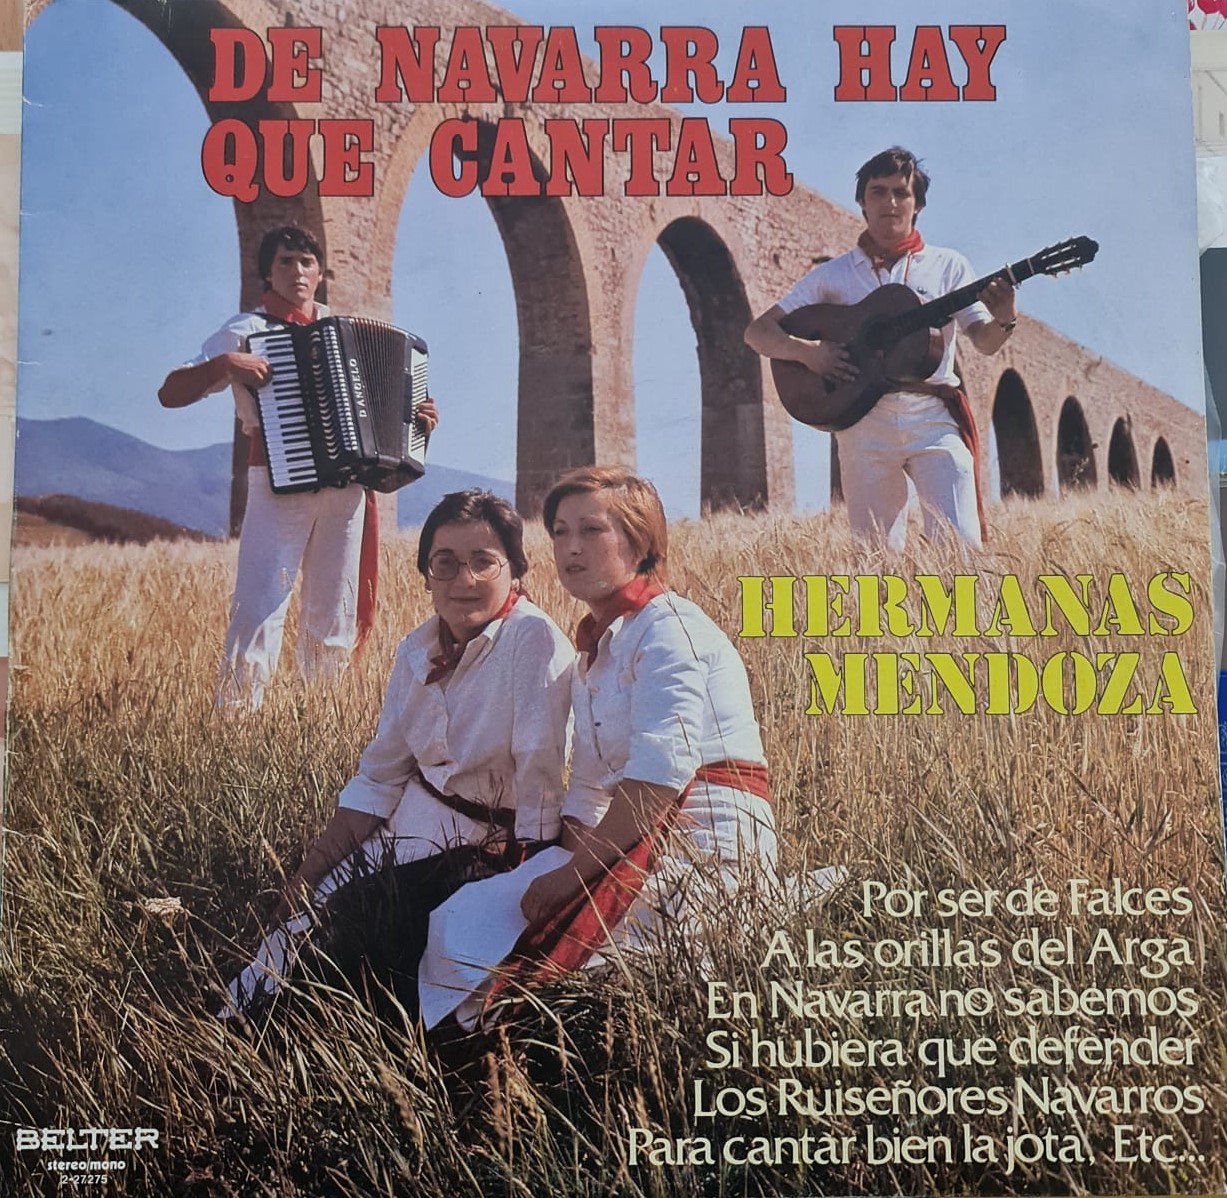 DE NAVARRA HAY
QUE CANTAR
D'ANGELO
HERMANAS
MENDOZA
Por ser de Falces
A las orillas del Arga
En Navarra no sabemos
Si hubiera que defender
Los Ruiseñores Navarros
Para cantar bien la jota, Etc...
BELTER
stereo/mono
2-27.275